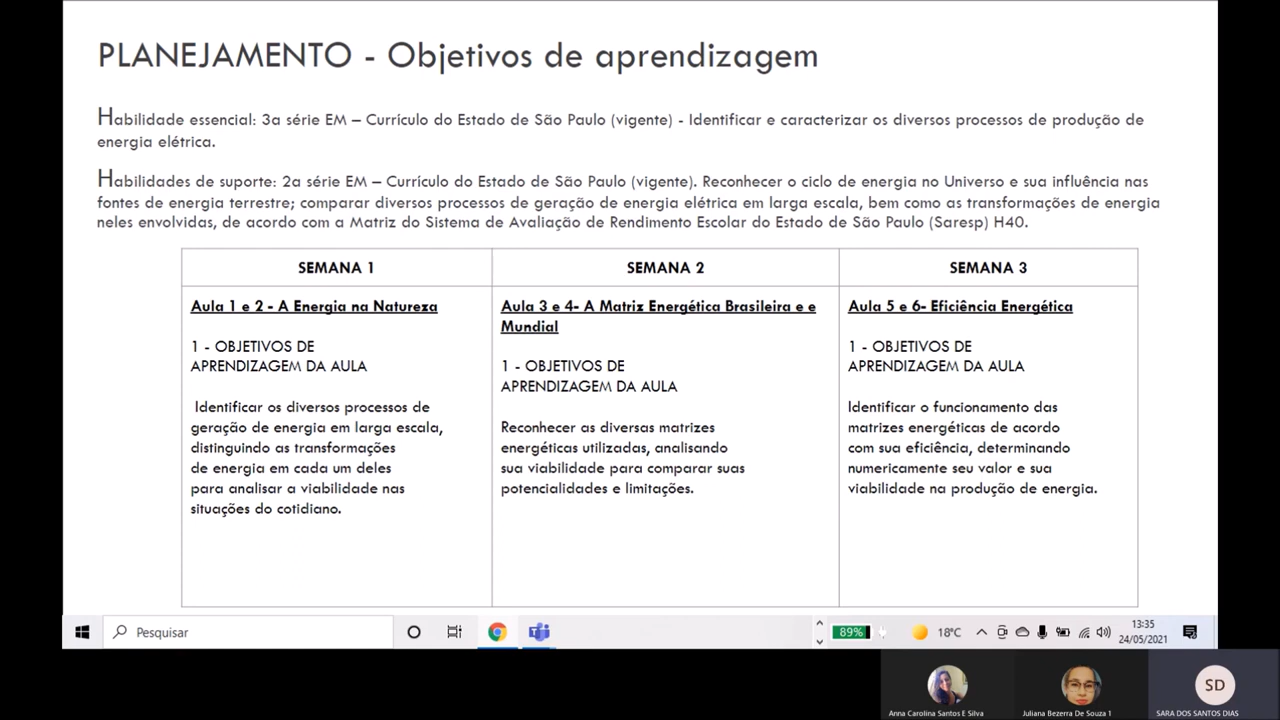 PLANEJAMENTO - Objetivos de aprendizagem
Habilidade essencial: 3a série EM – Currículo do Estado de São Paulo (vigente) - Identificar e caracterizar os diversos processos de produção de
energia elétrica.
Habilidades de suporte: 2a série EM – Currículo do Estado de São Paulo (vigente). Reconhecer o ciclo de energia no Universo e sua influência nas
fontes de energia terrestre; comparar diversos processos de geração de energia elétrica em larga escala, bem como as transformações de energia
neles envolvidas, de acordo com a Matriz do Sistema de Avaliação de Rendimento Escolar do Estado de São Paulo (Saresp) H40.
SEMANA 1
Aula 1 e 2 - A Energia na Natureza
1 - OBJETIVOS DE
APRENDIZAGEM DA AULA
Identificar os diversos processos de
geração de energia em larga escala,
distinguindo as transformações
de energia em cada um deles
para analisar a viabilidade nas
situações do cotidiano.
SEMANA 2
Aula 3 e 4- A Matriz Energética Brasileira e e
Mundial
1 - OBJETIVOS DE
APRENDIZAGEM DA AULA
Reconhecer as diversas matrizes
energéticas utilizadas, analisando
sua viabilidade para comparar suas
potencialidades e limitações.
SEMANA 3
Aula 5 e 6- Eficiência Energética
1 - OBJETIVOS DE
APRENDIZAGEM DA AULA
Identificar o funcionamento das
matrizes energéticas de acordo
com sua eficiência, determinando
numericamente seu valor e sua
viabilidade na produção de energia.
Pesquisar
89%
18°C
13:35
24/05/2021
SD
Anna Carolina Santos E Silva
Juliana Bezerra De Souza 1
SARA DOS SANTOS DIAS